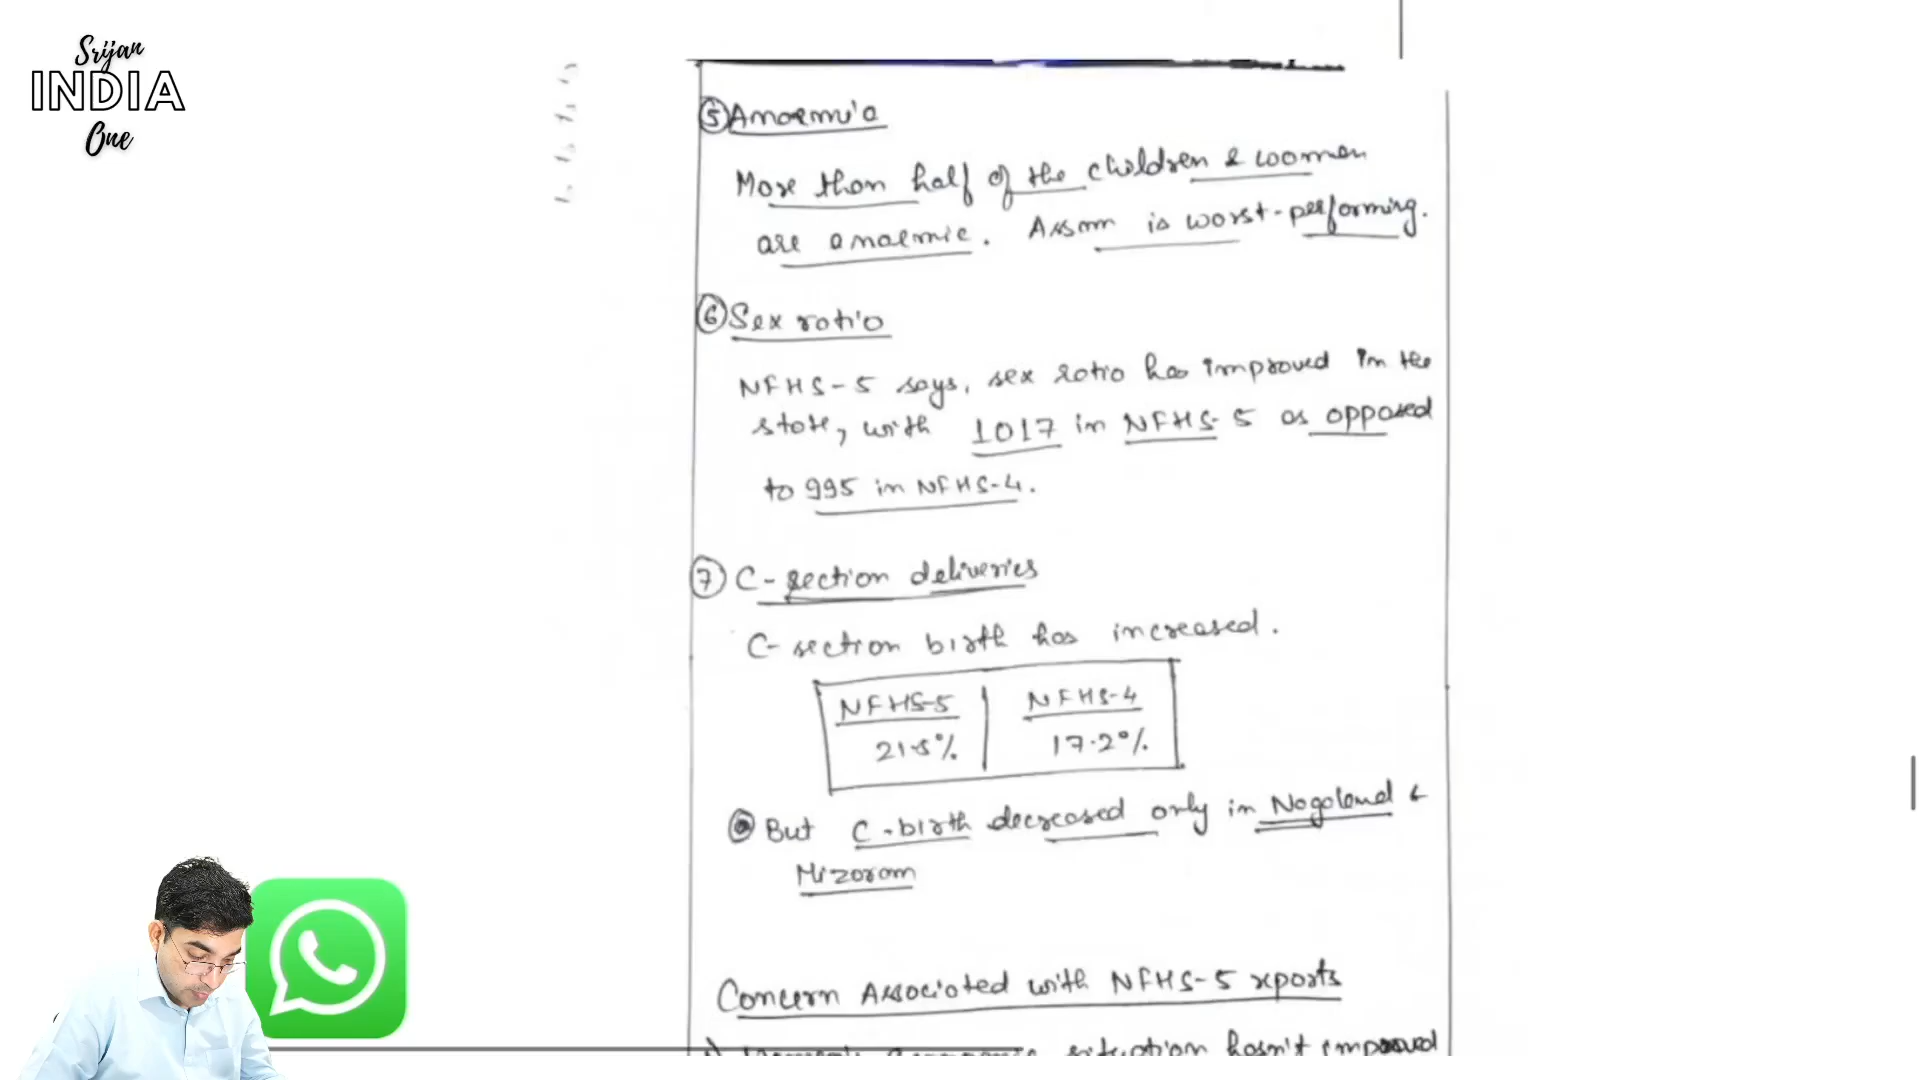 Srijan
INDIA
One
⑤ Anaemia
More than half of the children & women
are anaemic. Assam is worst-performing.
⑥ Sex ratio
NFHS-5 says, sex ratio has improved in the
state, with 1017 in NFHS-5 as opposed
to 995 in NFHS-4.
⑦ C-section deliveries
C-section birth has increased.
NFHS-5 | NFHS-4
21.5% | 17.2%
But C-birth decreased only in Nagaland &
Mizoram
Concern Associated with NFHS-5 reports
situation hasn't improved